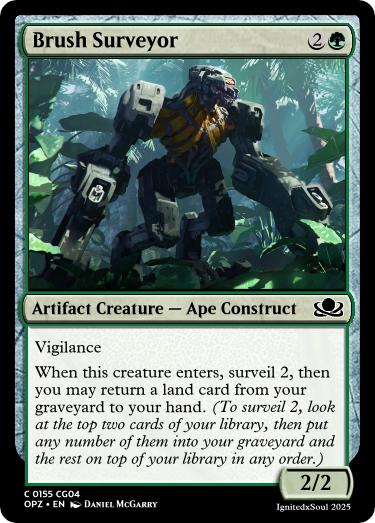 Brush Surveyor 2
Artifact Creature — Ape Construct
Vigilance
When this creature enters, surveil 2, then
you may return a land card from your
graveyard to your hand. (To surveil 2, look
at the top two cards of your library, then put
any number of them into your graveyard and
the rest on top of your library in any order.)
2/2
C 0155 CG04
OPZ • EN Daniel McGarry
IgnitedxSoul 2025